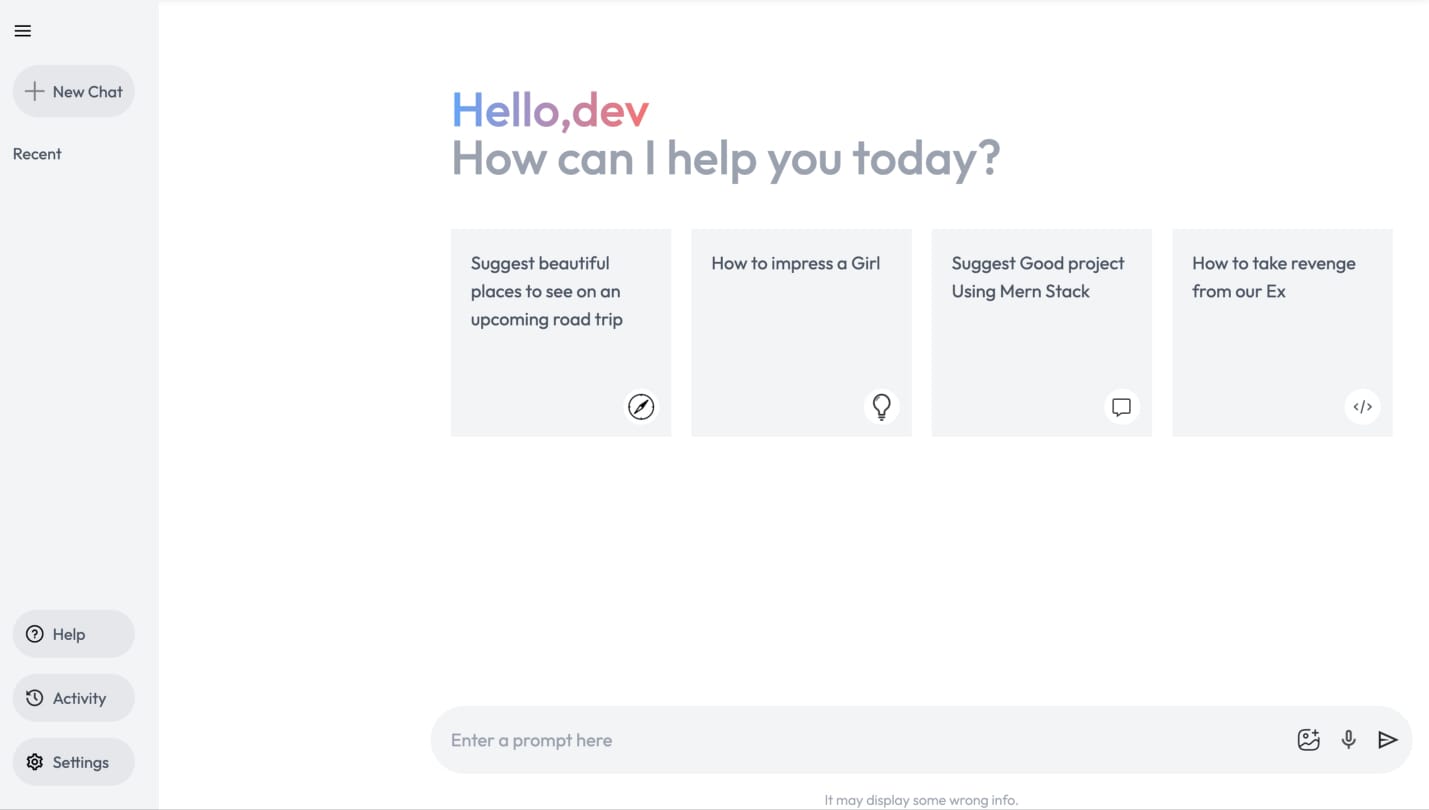 New Chat
Recent
Help
Activity
Settings
Hello,dev
How can I help you today?
Suggest beautiful
places to see on an
upcoming road trip
How to impress a Girl
Suggest Good project
Using Mern Stack
How to take revenge
from our Ex
Enter a prompt here
It may display some wrong info.